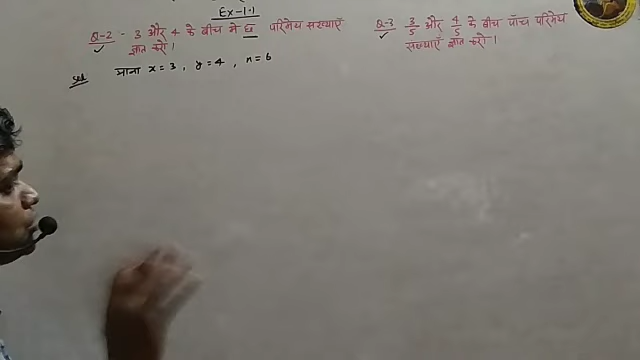 Ex-1.1
Q-2 - 3 और 4 के बीच में छः परिमेय संख्याएँ
ज्ञात करो।
Sol माना x = 3, y = 4, n = 6
Q-3 3/5 और 4/5 के बीच पाँच परिमेय
संख्याएँ ज्ञात करो।